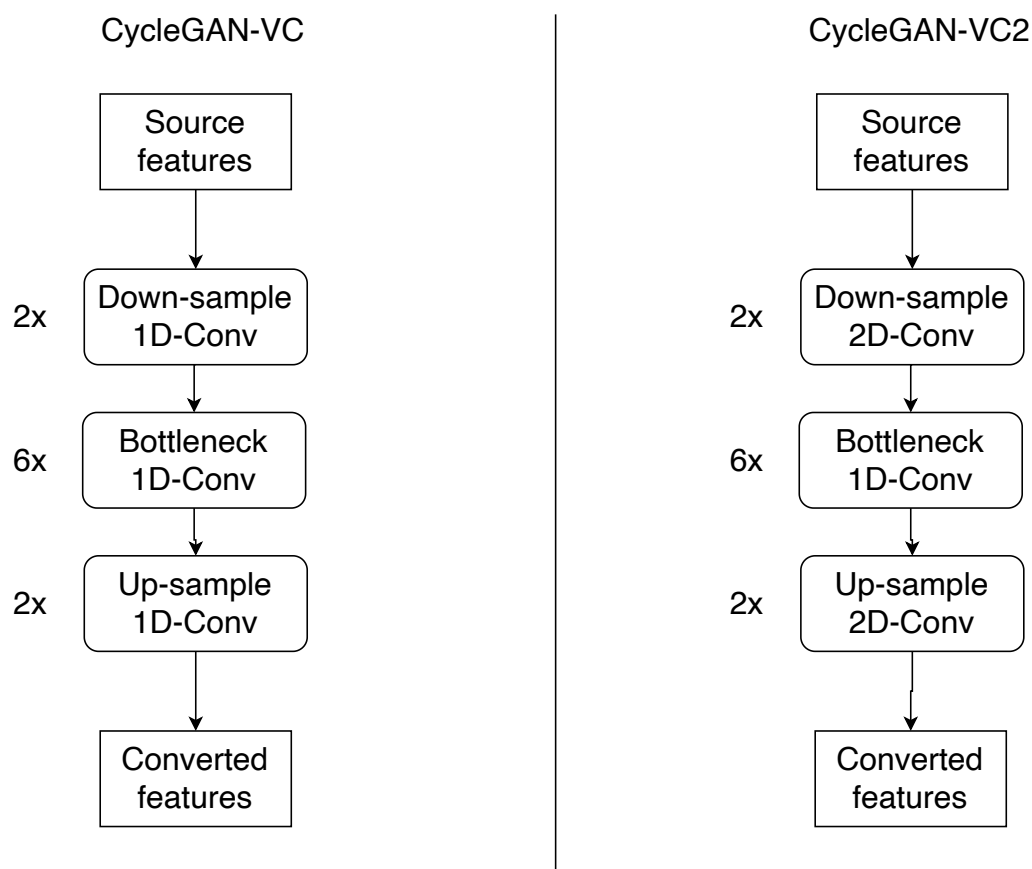 CycleGAN-VC
Source
features
2x
Down-sample
1D-Conv
6x
Bottleneck
1D-Conv
2x
Up-sample
1D-Conv
Converted
features
CycleGAN-VC2
Source
features
2x
Down-sample
2D-Conv
6x
Bottleneck
1D-Conv
2x
Up-sample
2D-Conv
Converted
features